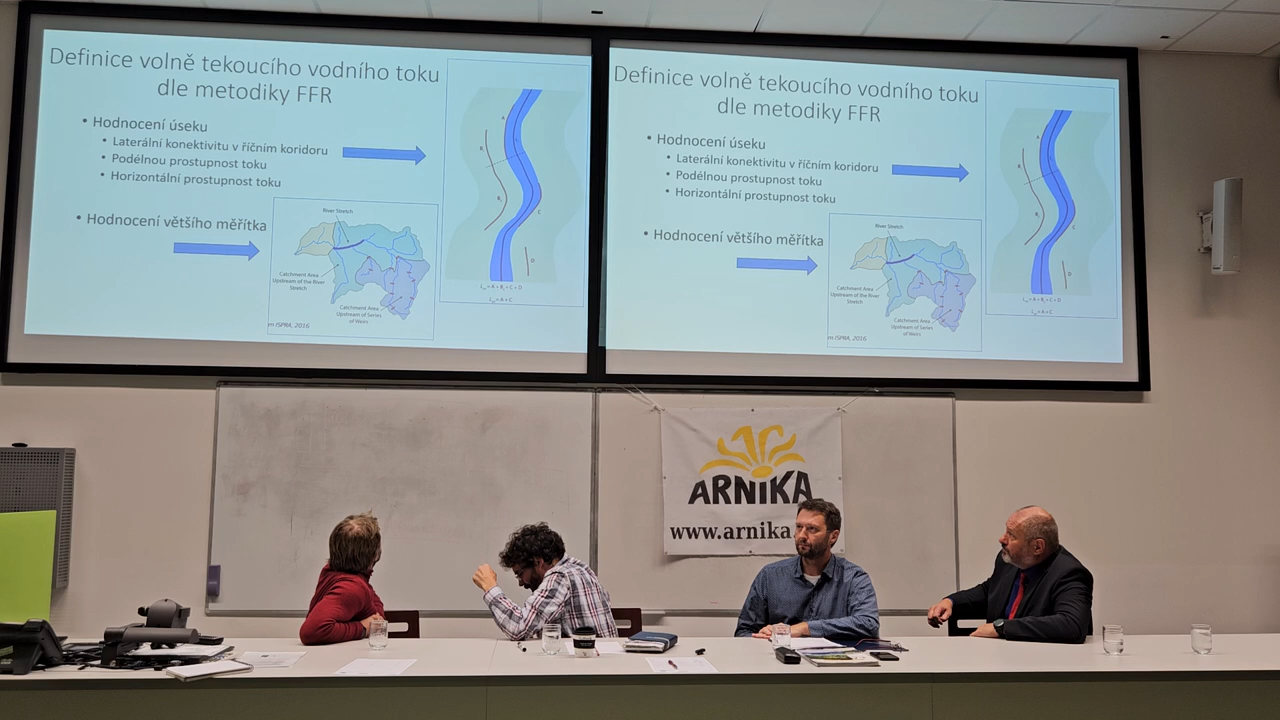 Definice volně tekoucího vodního toku
dle metodiky FFR
• Hodnocení úseku
• Laterální konektivitu v říčním koridoru
• Podélnou prostupnost toku
• Horizontální prostupnost toku
• Hodnocení většího měřítka
River Stretch
Catchment Area
Upstream of the River
Stretch
Catchment Area
Upstream of Series
of Weirs
m ISPRA, 2016
A
C
D
Definice volně tekoucího vodního toku
dle metodiky FFR
• Hodnocení úseku
• Laterální konektivitu v říčním koridoru
• Podélnou prostupnost toku
• Horizontální prostupnost toku
• Hodnocení většího měřítka
River Stretch
Catchment Area
Upstream of the River
Stretch
Catchment Area
Upstream of Series
of Weirs
m ISPRA, 2016
A
C
D
ARNIKA
www.arnika